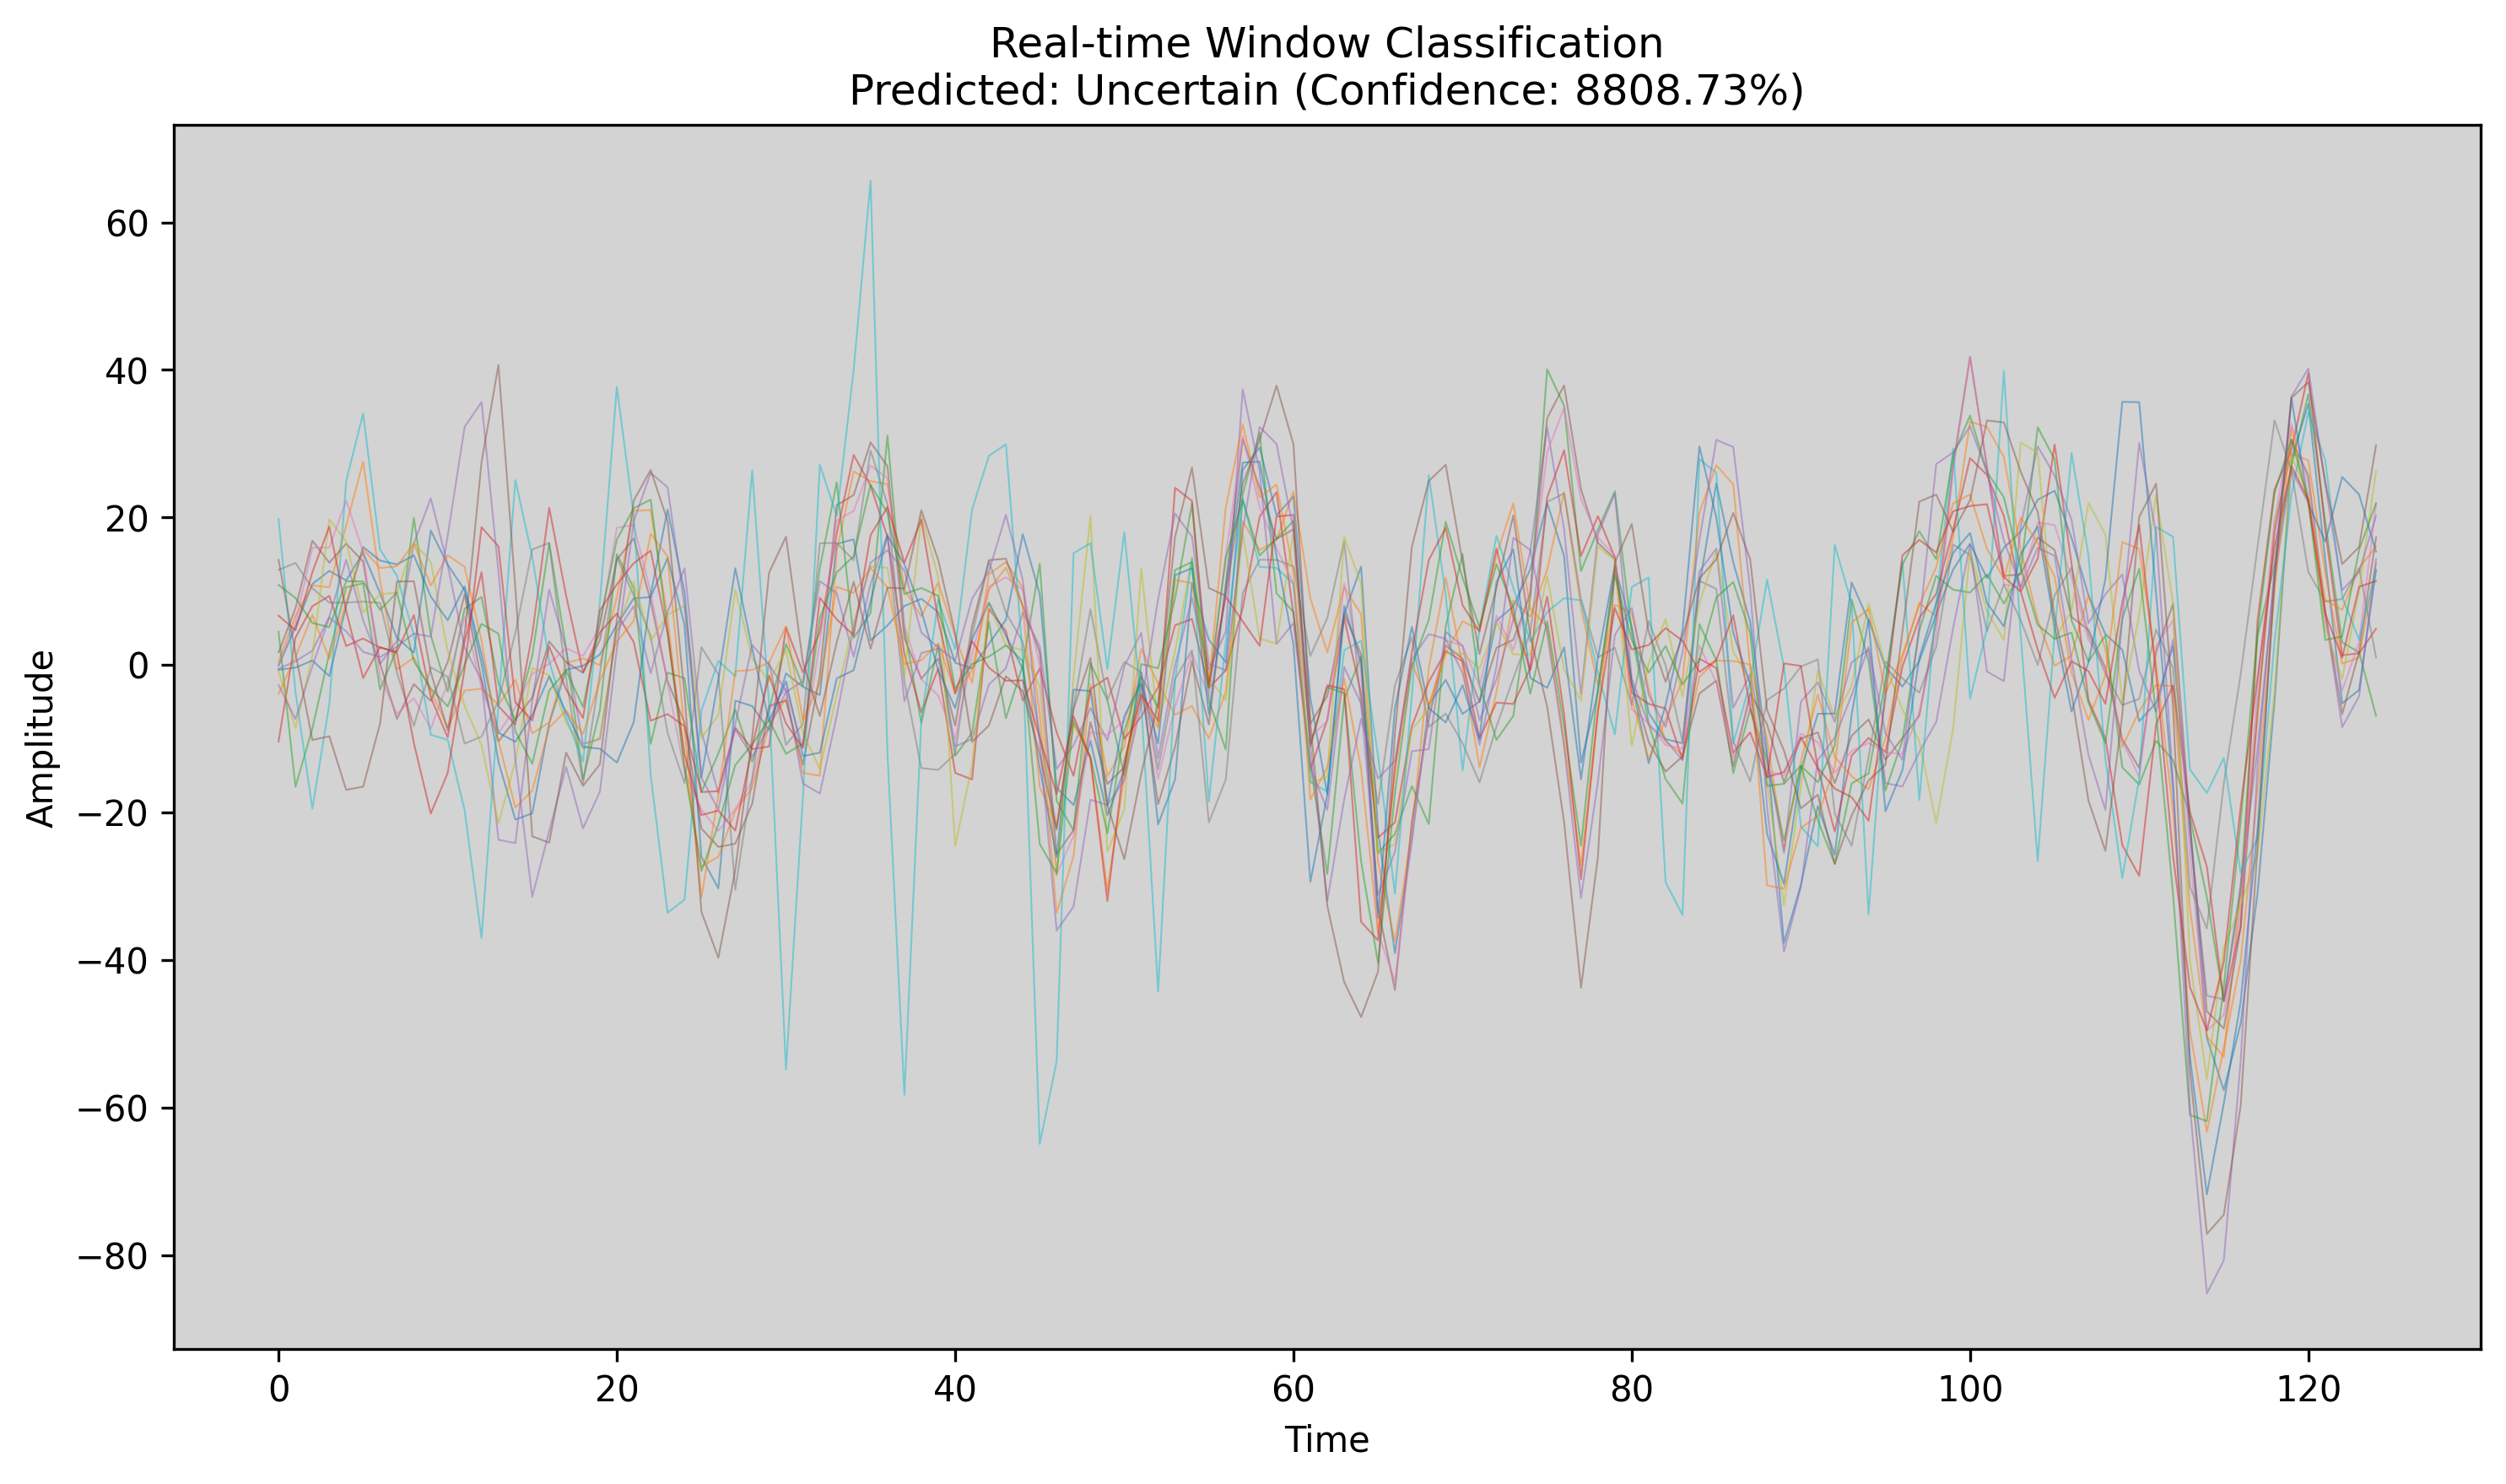 Real-time Window Classification
Predicted: Uncertain (Confidence: 8808.73%)
Amplitude
60
40
20
0
−20
−40
−60
−80
0 20 40 60 80 100 120
Time